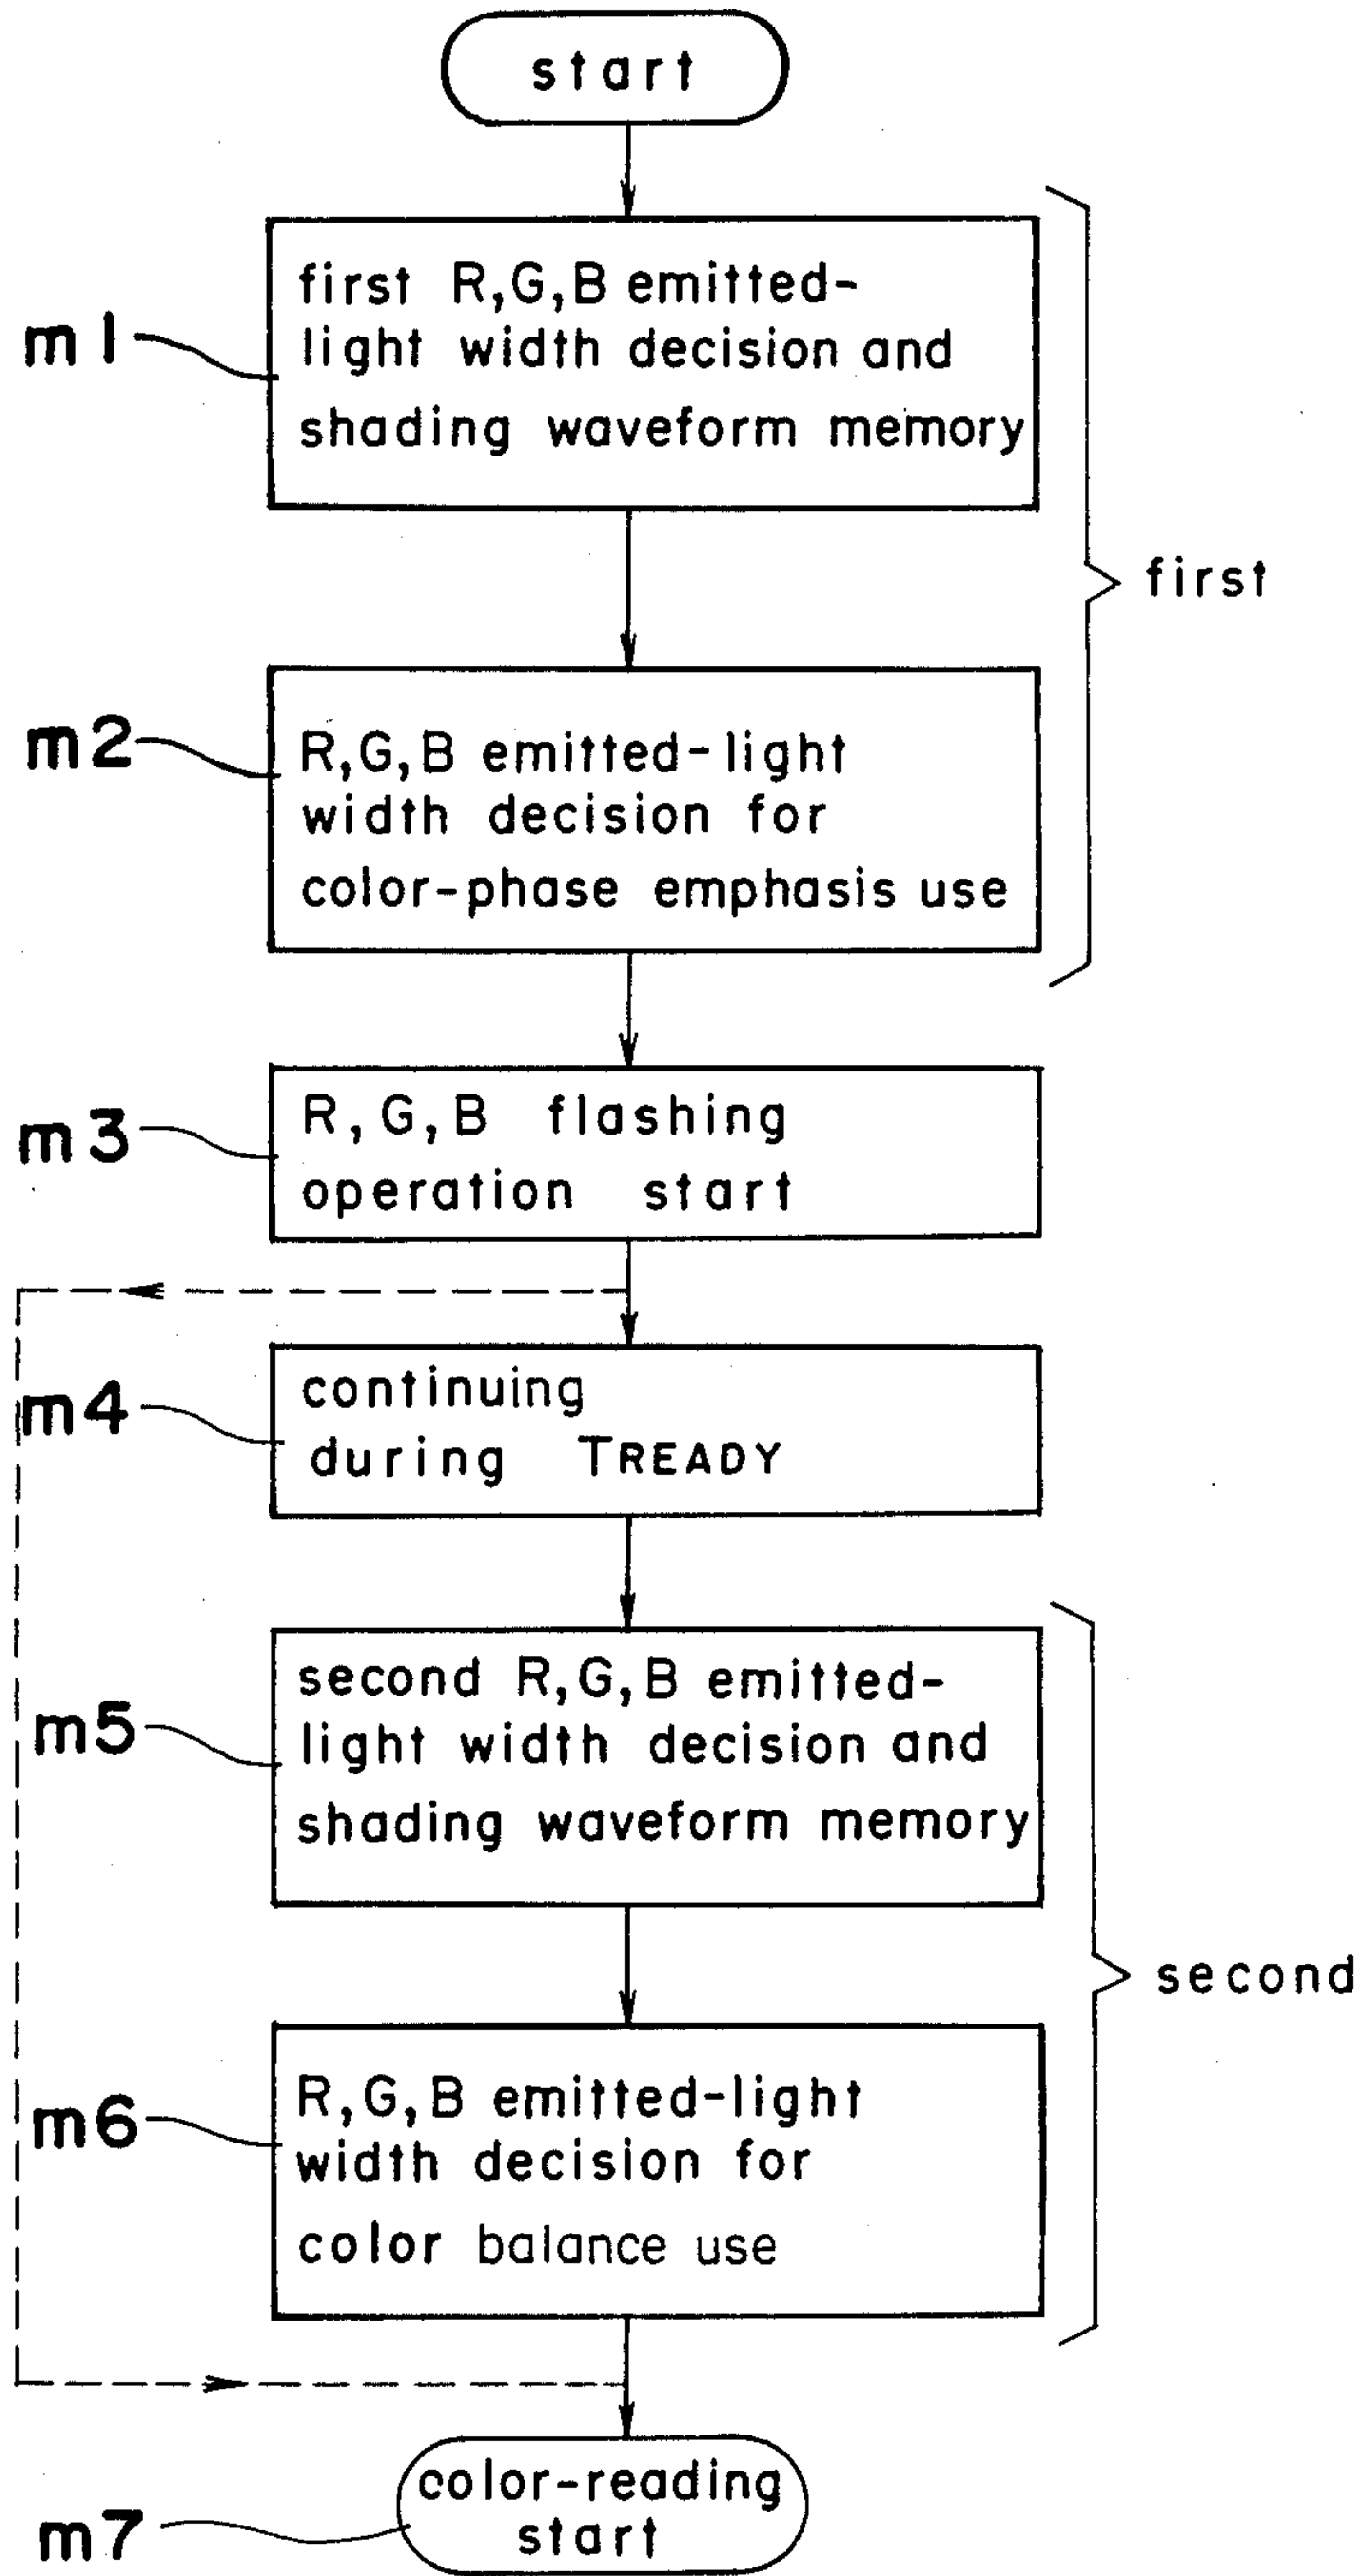 start
first R,G,B emitted-
light width decision and
shading waveform memory
m1
first
R,G,B emitted-light
width decision for
color-phase emphasis use
m2
R,G,B flashing
operation start
m3
continuing
during TREADY
m4
second R,G,B emitted-
light width decision and
shading waveform memory
m5
second
R,G,B emitted-light
width decision for
color balance use
m6
color-reading
start
m7